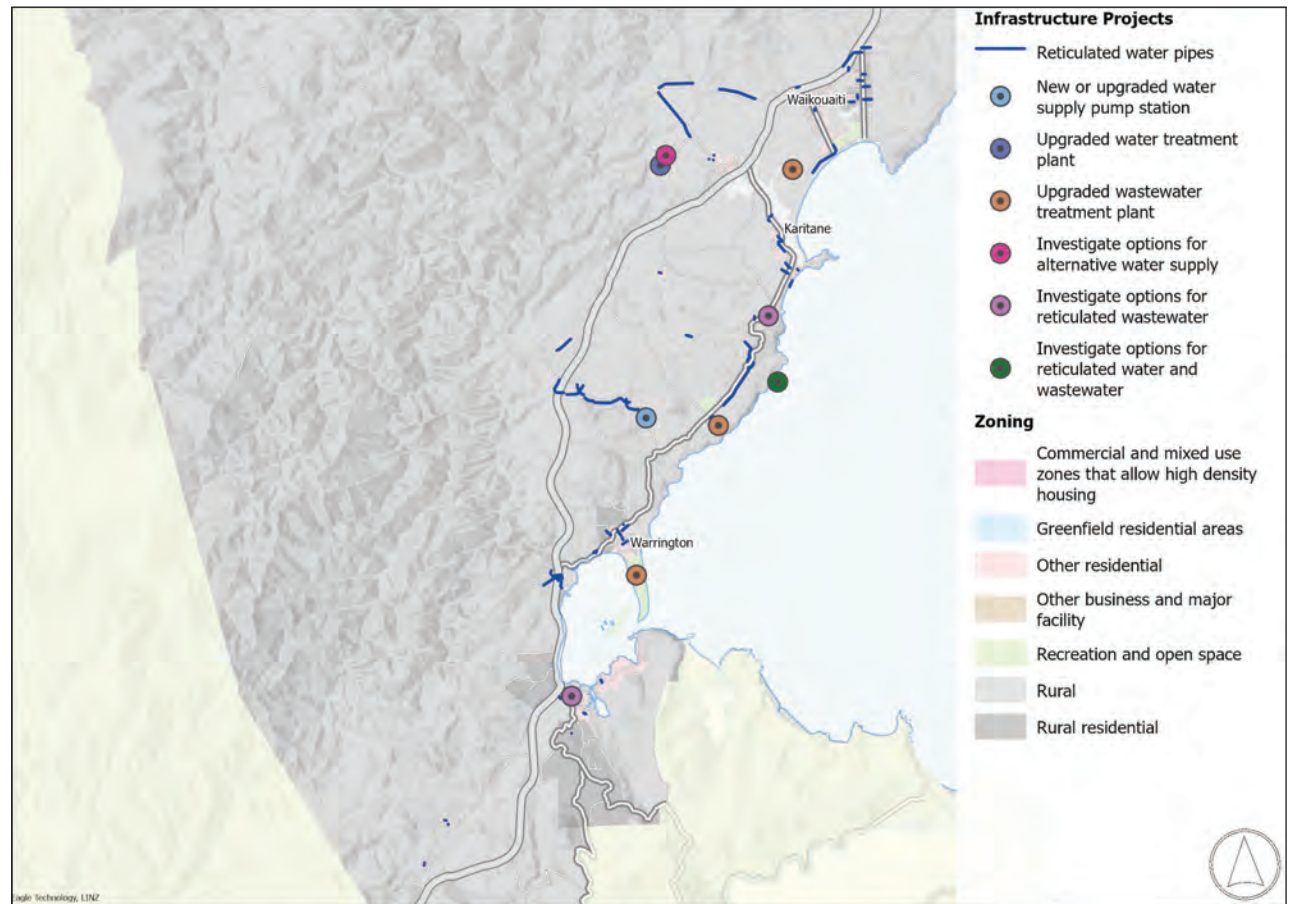 Infrastructure Projects
Reticulated water pipes
New or upgraded water
supply pump station
Upgraded water treatment
plant
Upgraded wastewater
treatment plant
Investigate options for
alternative water supply
Investigate options for
reticulated wastewater
Investigate options for
reticulated water and
wastewater
Zoning
Commercial and mixed use
zones that allow high density
housing
Greenfield residential areas
Other residential
Other business and major
facility
Recreation and open space
Rural
Rural residential
Waikouaiti
Karitane
Warrington
Eagle Technology, LINZ